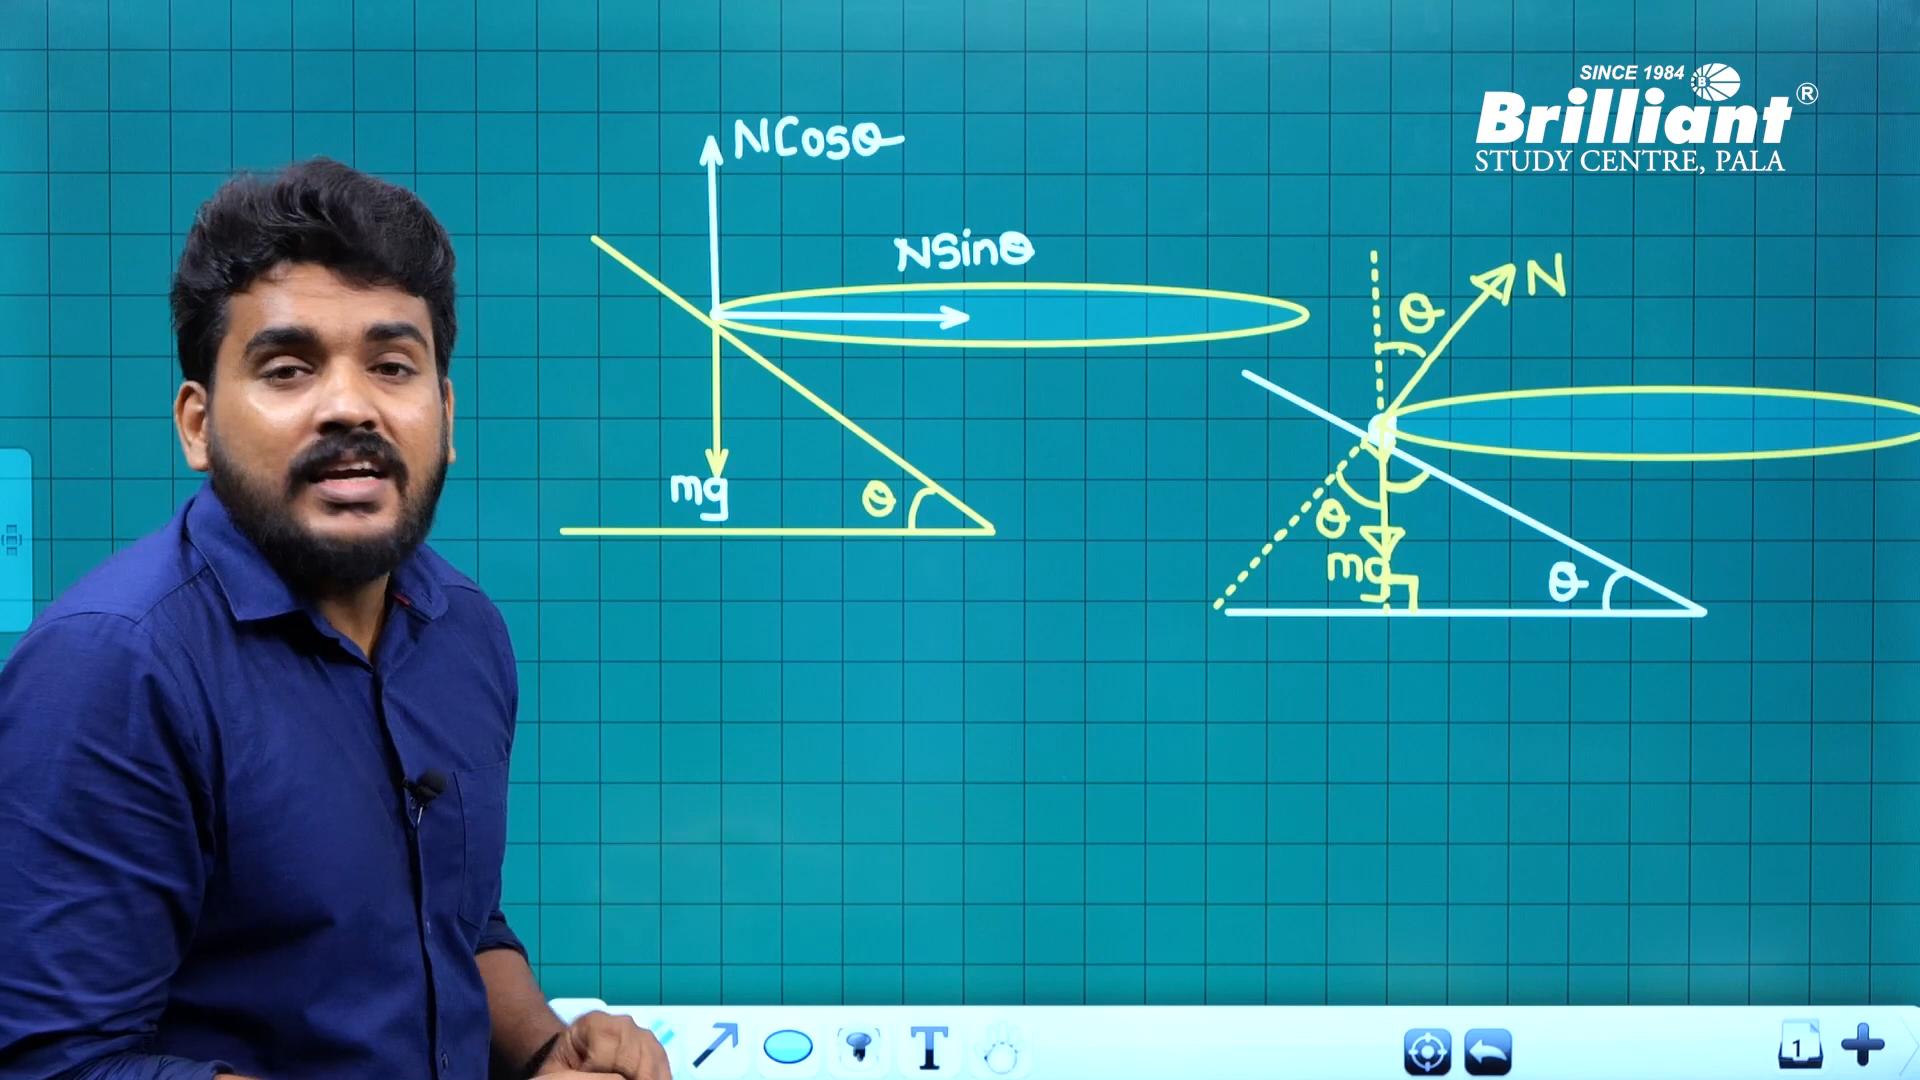 SINCE 1984
B
Brilliant®
STUDY CENTRE, PALA
NCosθ
NSinθ
mg
θ
N
θ
θ
mg
θ
T
1